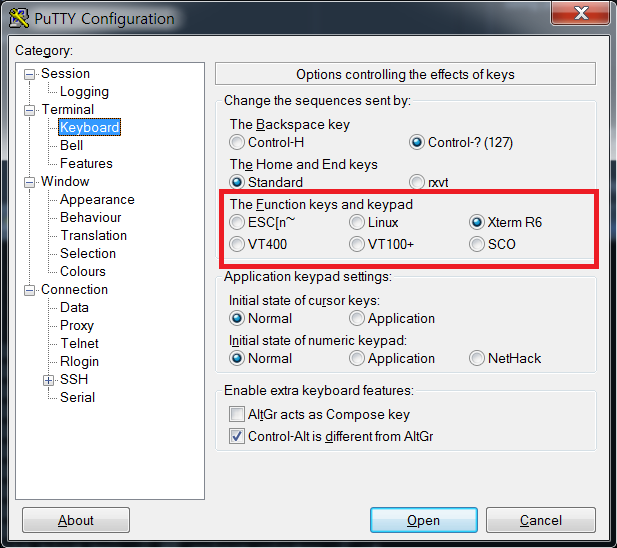 PuTTY Configuration
Category:
Session
Logging
Terminal
Keyboard
Bell
Features
Window
Appearance
Behaviour
Translation
Selection
Colours
Connection
Data
Proxy
Telnet
Rlogin
SSH
Serial
Options controlling the effects of keys
Change the sequences sent by:
The Backspace key
Control-H Control-? (127)
The Home and End keys
Standard rxvt
The Function keys and keypad
ESC[n~ Linux Xterm R6
VT400 VT100+ SCO
Application keypad settings:
Initial state of cursor keys:
Normal Application
Initial state of numeric keypad:
Normal Application NetHack
Enable extra keyboard features:
AltGr acts as Compose key
Control-Alt is different from AltGr
About Open Cancel